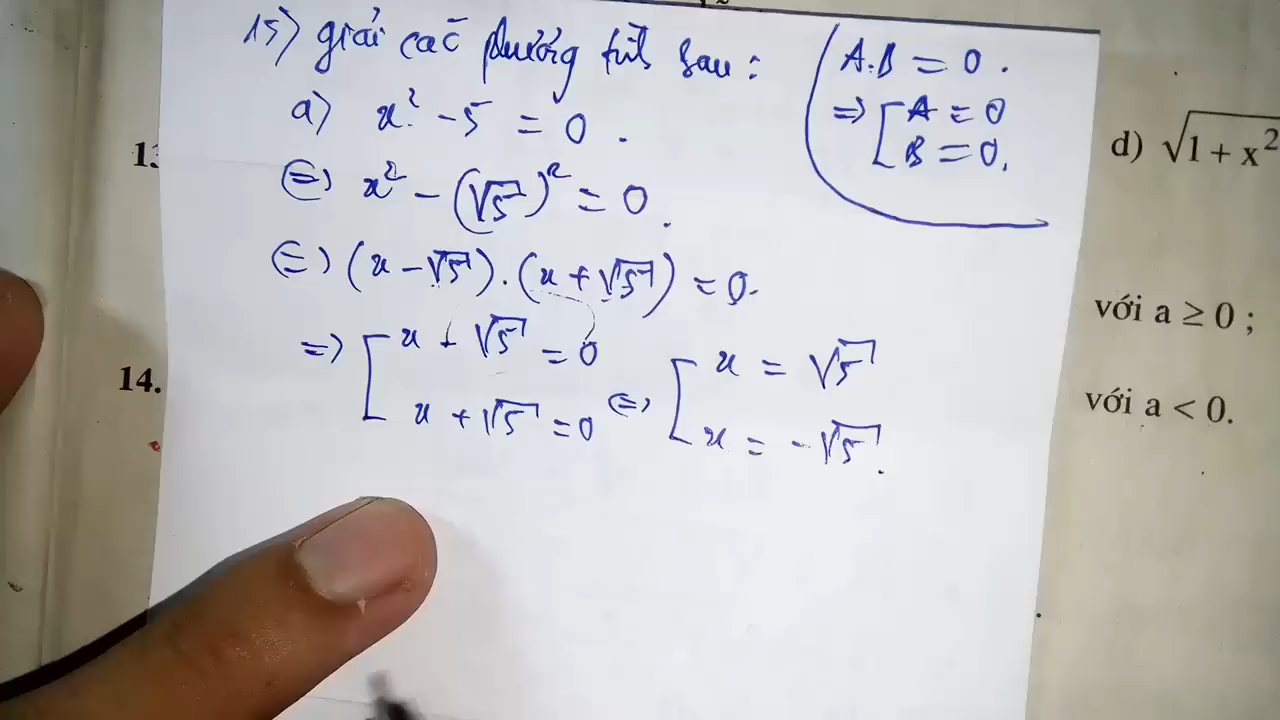 15) giải các phương trình sau:
a) x² - 5 = 0.
⇔ x² - (√5)² = 0.
⇔ (x - √5).(x + √5) = 0.
⇒ [ x + √5 = 0
x + √5 = 0
⇔ [ x = √5
x = -√5.
A.B = 0.
⇒ [ A = 0
B = 0.
13
14.
d) √1 + x²
với a ≥ 0 ;
với a < 0.